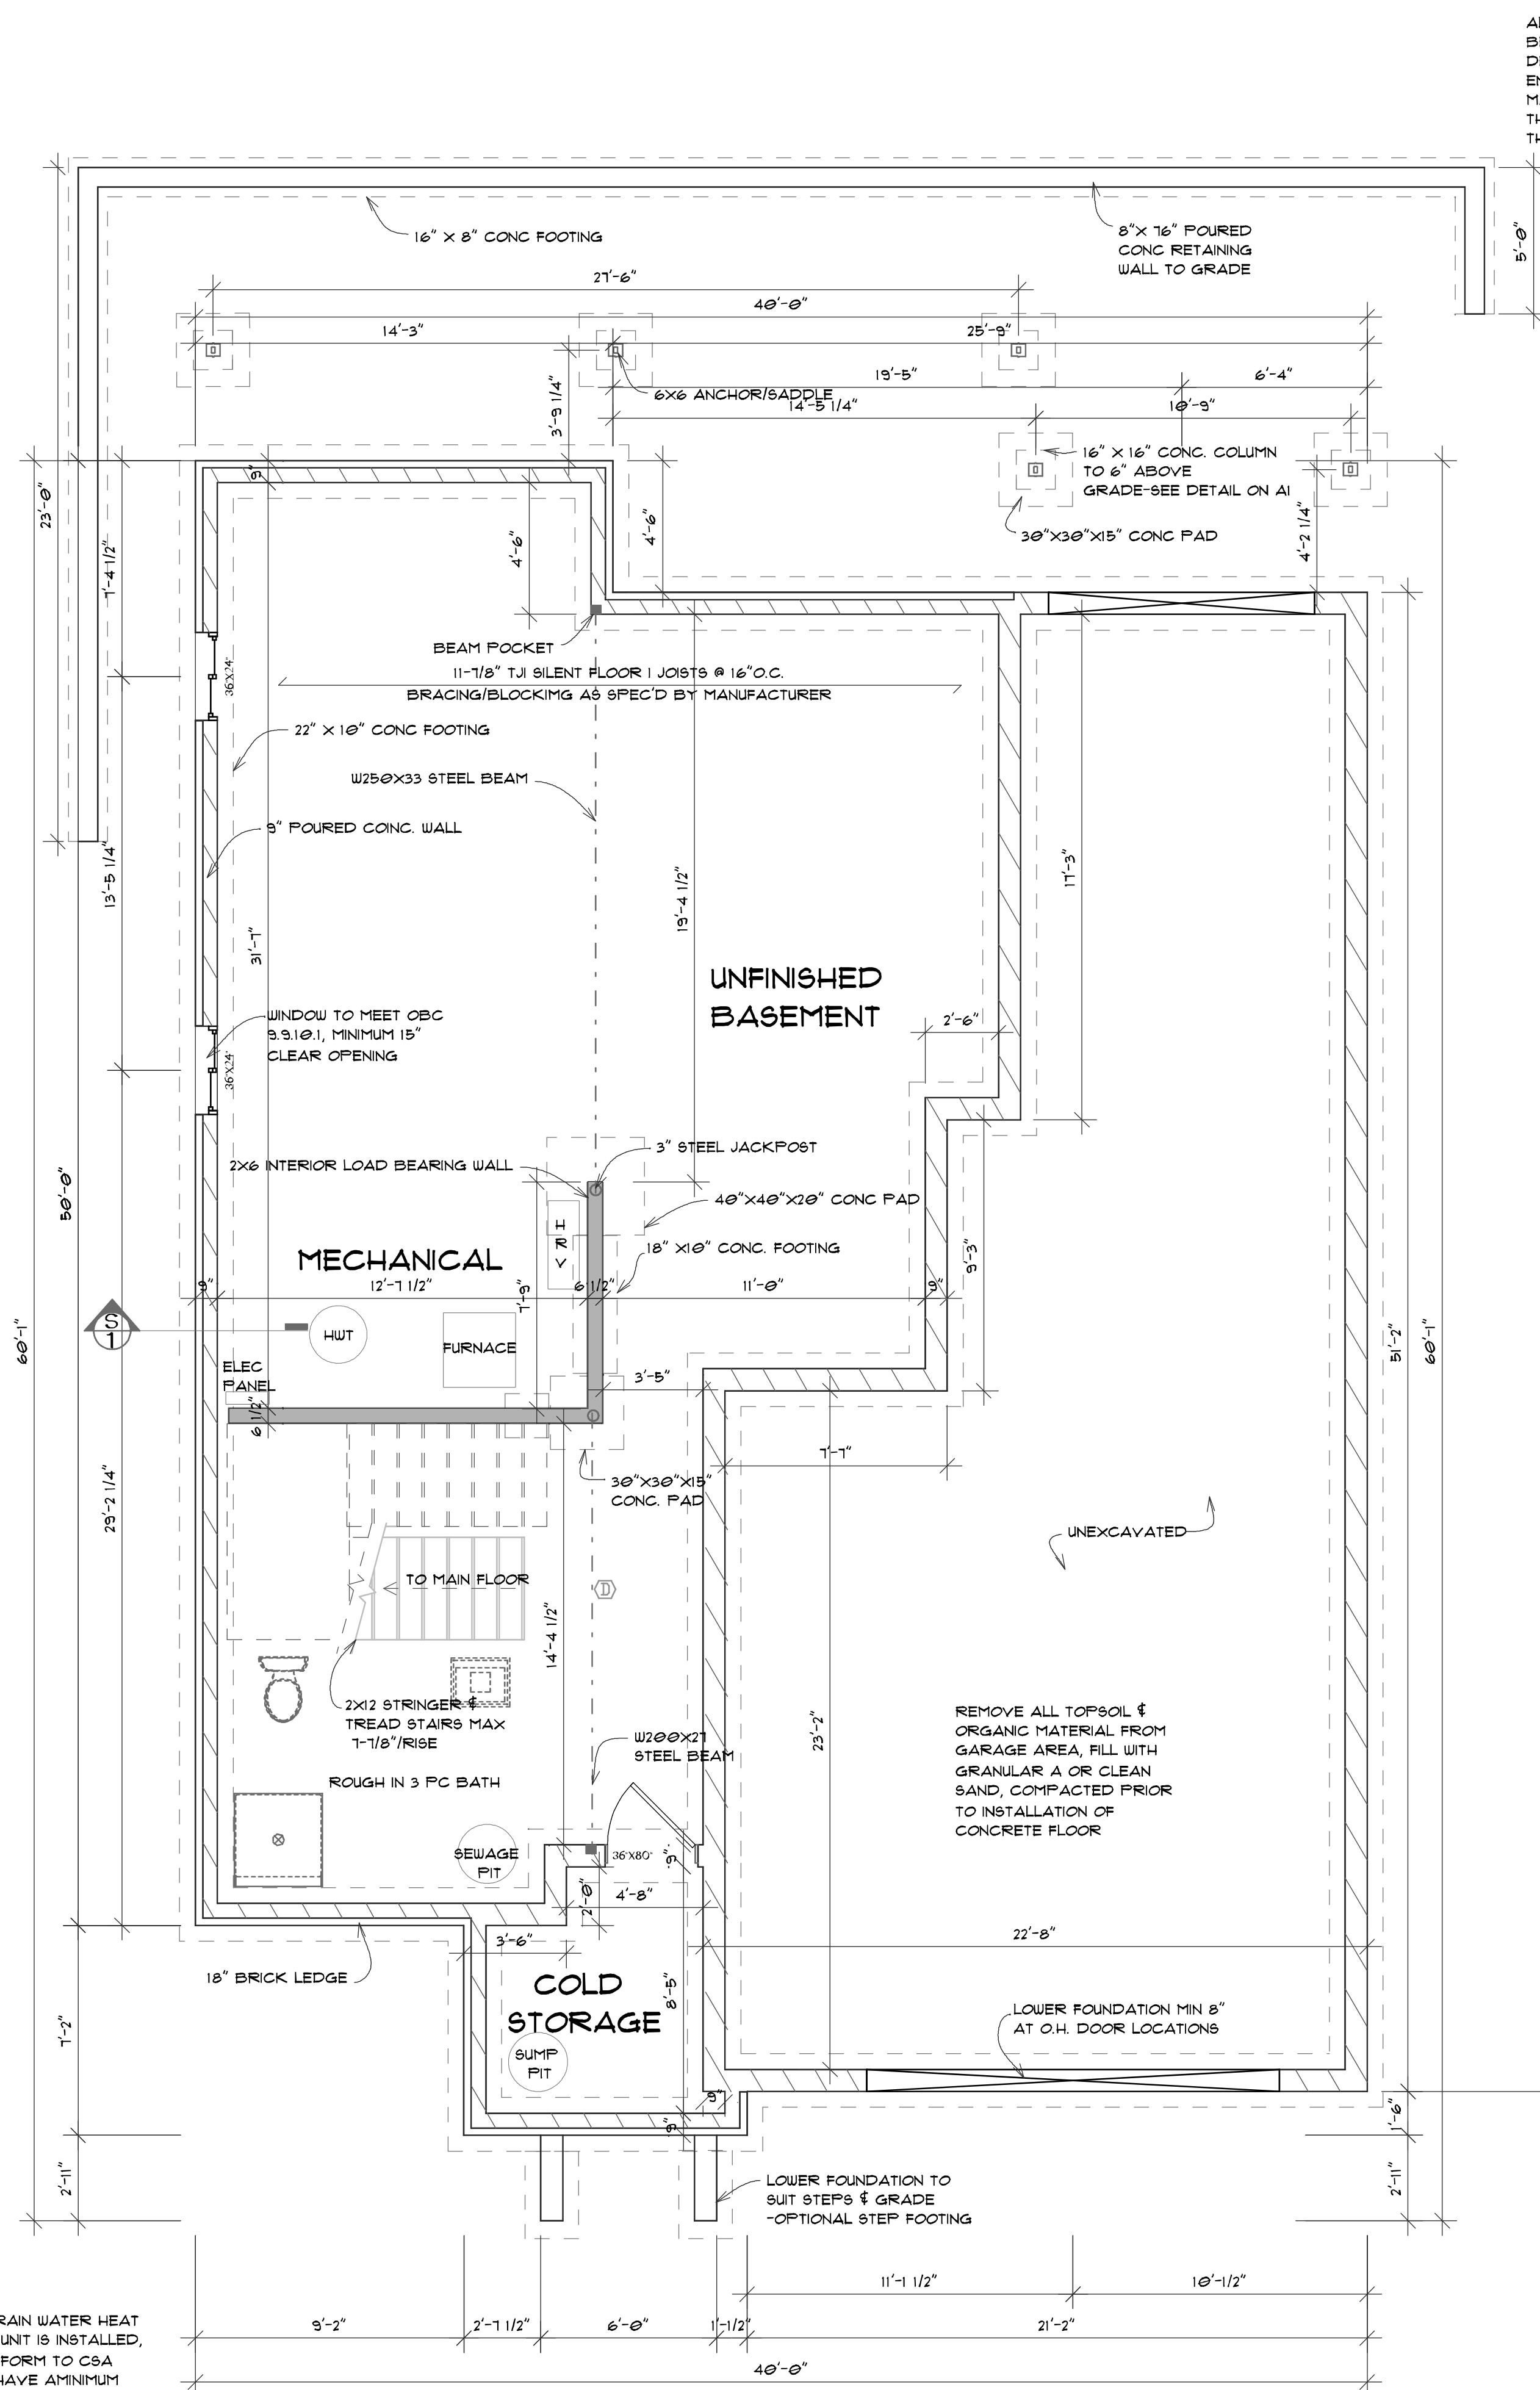 16" X 8" CONC FOOTING
8"X 76" POURED
CONC RETAINING
WALL TO GRADE
5'-0"
27'-6"
40'-0"
14'-3"
25'-9"
19'-5"
6'-4"
6X6 ANCHOR/SADDLE
14'-5 1/4"
10'-9"
3'-9 1/4"
16" X 16" CONC. COLUMN
TO 6" ABOVE
GRADE-SEE DETAIL ON A1
30"X30"X15" CONC PAD
4'-2 1/4"
23'-0"
7'-4 1/2"
9"
4'-6"
4'-6"
BEAM POCKET
11-7/8" TJI SILENT FLOOR I JOISTS @ 16"O.C.
BRACING/BLOCKIMG AS SPEC'D BY MANUFACTURER
36"X24"
22" X 10" CONC FOOTING
W250X33 STEEL BEAM
9" POURED COINC. WALL
13'-5 1/4"
31'-7"
19'-4 1/2"
17'-3"
UNFINISHED
BASEMENT
WINDOW TO MEET OBC
9.9.10.1, MINIMUM 15"
CLEAR OPENING
36"X24"
2'-6"
3" STEEL JACKPOST
2X6 INTERIOR LOAD BEARING WALL
40"X40"X20" CONC PAD
50'-0"
HRV
18" X10" CONC. FOOTING
MECHANICAL
9"
12'-7 1/2"
6 1/2"
11'-0"
9"
7'-9"
9'-3"
S
1
HWT
FURNACE
60'-1"
51'-2"
60'-1"
ELEC
PANEL
3'-5"
6 1/2"
7'-7"
30"X30"X15"
CONC. PAD
29'-2 1/4"
UNEXCAVATED
TO MAIN FLOOR
D
14'-4 1/2"
2X12 STRINGER &
TREAD STAIRS MAX
7-7/8"/RISE
W200X27
STEEL BEAM
23'-2"
REMOVE ALL TOPSOIL &
ORGANIC MATERIAL FROM
GARAGE AREA, FILL WITH
GRANULAR A OR CLEAN
SAND, COMPACTED PRIOR
TO INSTALLATION OF
CONCRETE FLOOR
ROUGH IN 3 PC BATH
SEWAGE
PIT
36"X80"
9"
2'-0"
4'-8"
22'-8"
3'-6"
18" BRICK LEDGE
COLD
STORAGE
8'-5"
SUMP
PIT
LOWER FOUNDATION MIN 8"
AT O.H. DOOR LOCATIONS
7'-2"
9"
9"
1'-6"
2'-11"
2'-11"
LOWER FOUNDATION TO
SUIT STEPS & GRADE
-OPTIONAL STEP FOOTING
11'-1 1/2"
10'-1/2"
9'-2"
2'-7 1/2"
6'-0"
1'-1/2"
21'-2"
40'-0"
RAIN WATER HEAT
UNIT IS INSTALLED,
FORM TO CSA
HAVE AMINIMUM